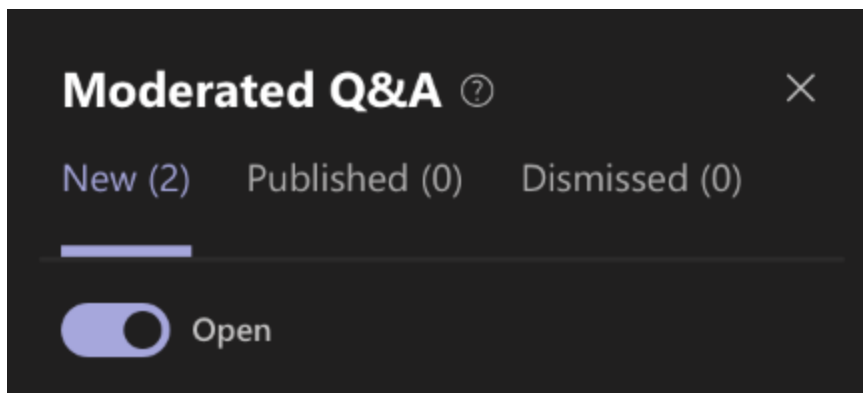 Moderated Q&A ?
New (2) Published (0) Dismissed (0)
Open